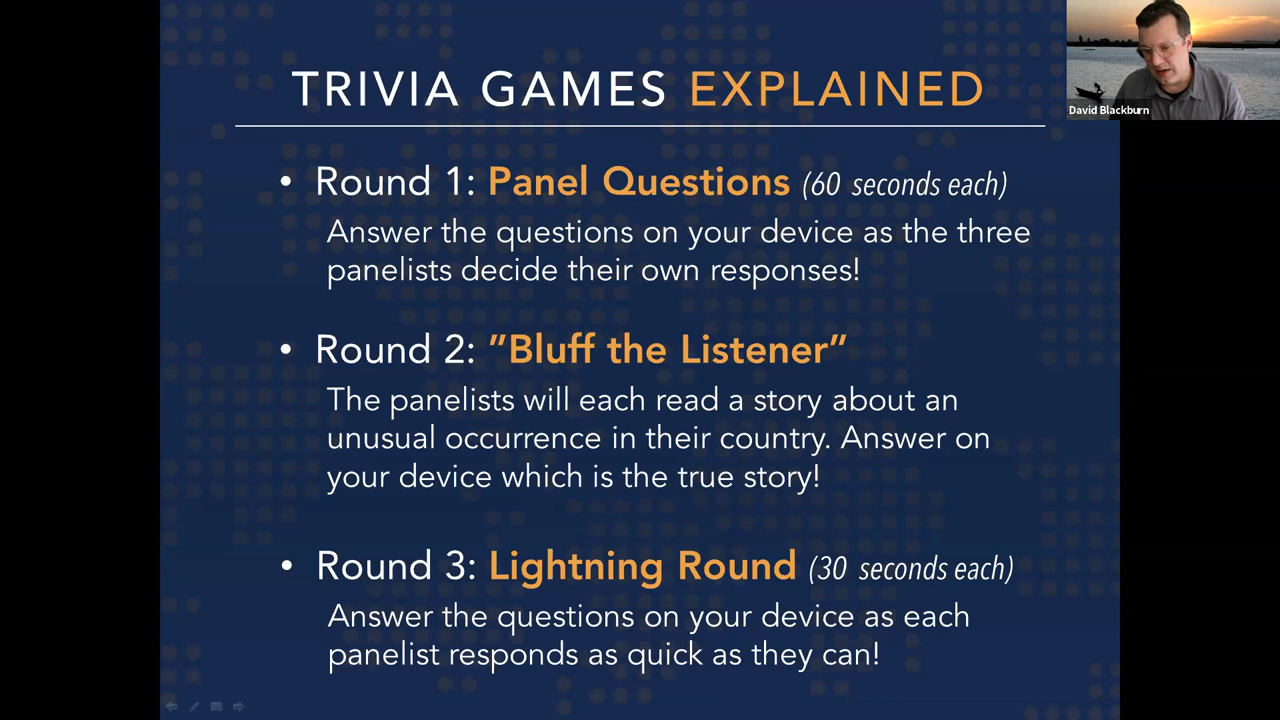 TRIVIA GAMES EXPLAINED
David Blackburn
• Round 1: Panel Questions (60 seconds each)
Answer the questions on your device as the three
panelists decide their own responses!
• Round 2: ”Bluff the Listener”
The panelists will each read a story about an
unusual occurrence in their country. Answer on
your device which is the true story!
• Round 3: Lightning Round (30 seconds each)
Answer the questions on your device as each
panelist responds as quick as they can!